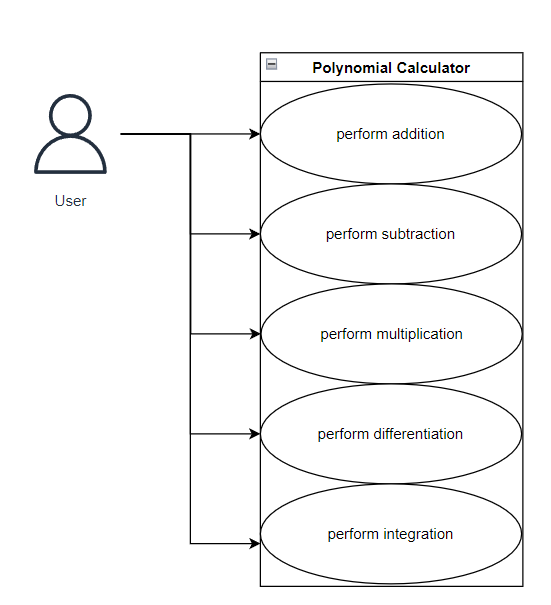 Polynomial Calculator
User
perform addition
perform subtraction
perform multiplication
perform differentiation
perform integration